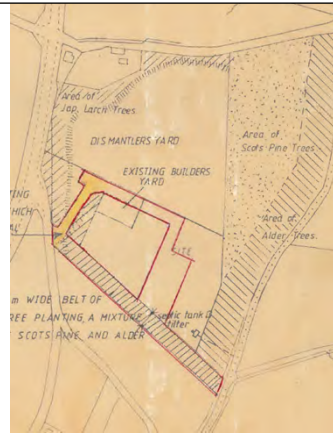 Area of
Jap. Larch Trees.
DISMANTLERS YARD
Area of
Scots Pine Trees
EXISTING BUILDERS
YARD
TING
HICH
AL
Area of
Alder Trees.
SITE
m WIDE BELT OF
REE PLANTING, A MIXTURE
SCOTS PINE AND ALDER
tank
filter